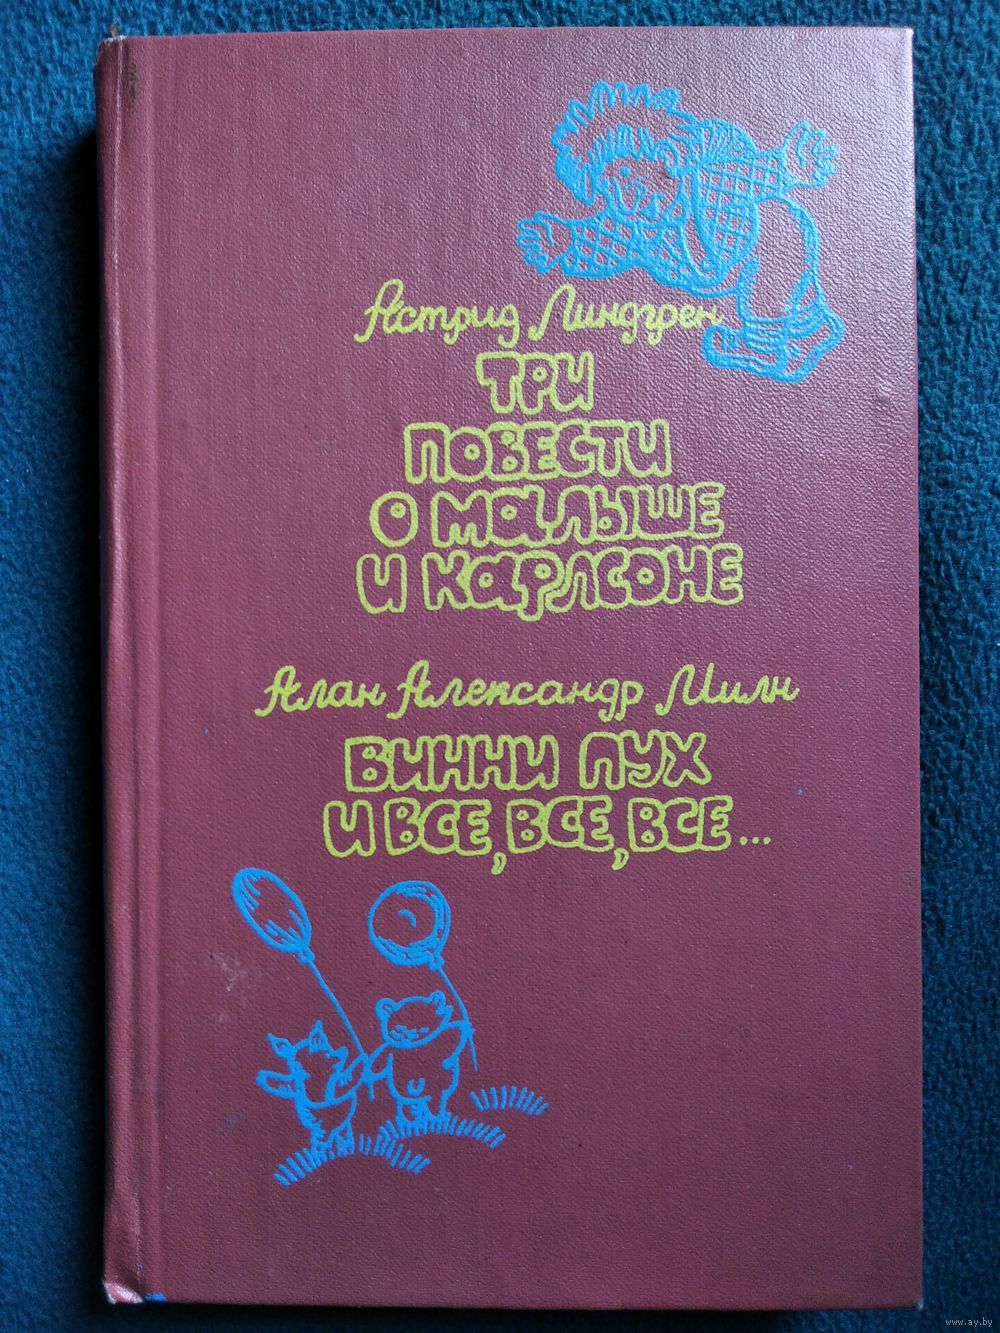 Астрид Линдгрен
ТРИ
ПОВЕСТИ
О МАЛЫШЕ
И КАРЛСОНЕ
Алан Александр Милн
ВИННИ ПУХ
И ВСЕ, ВСЕ, ВСЕ...
www.ay.by